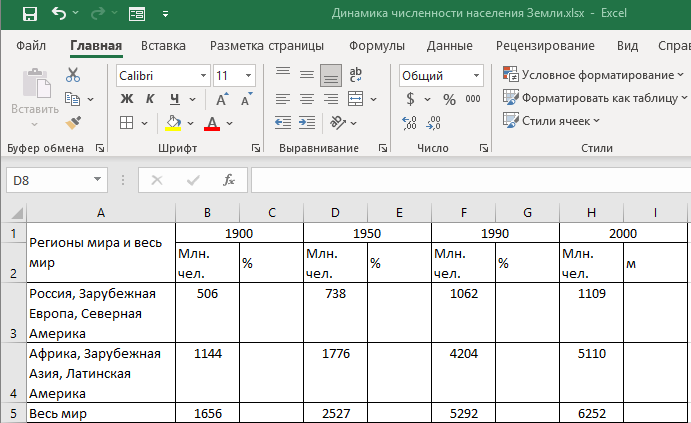 Динамика численности населения Земли.xlsx - Excel
Файл Главная Вставка Разметка страницы Формулы Данные Рецензирование Вид Справ
Вставить
Calibri 11
Ж К Ч А А
А
ab
c
Общий
$ % 000
,00
,00
Условное форматирование
Форматировать как таблицу
Стили ячеек
Буфер обмена Шрифт Выравнивание Число Стили
D8 fx
A B C D E F G H I
1 Регионы мира и весь 1900 1950 1990 2000
мир Млн. Млн. Млн. Млн.
2 чел. % чел. % чел. % чел. м
Россия, Зарубежная 506 738 1062 1109
Европа, Северная
3 Америка
Африка, Зарубежная 1144 1776 4204 5110
Азия, Латинская
4 Америка
5 Весь мир 1656 2527 5292 6252